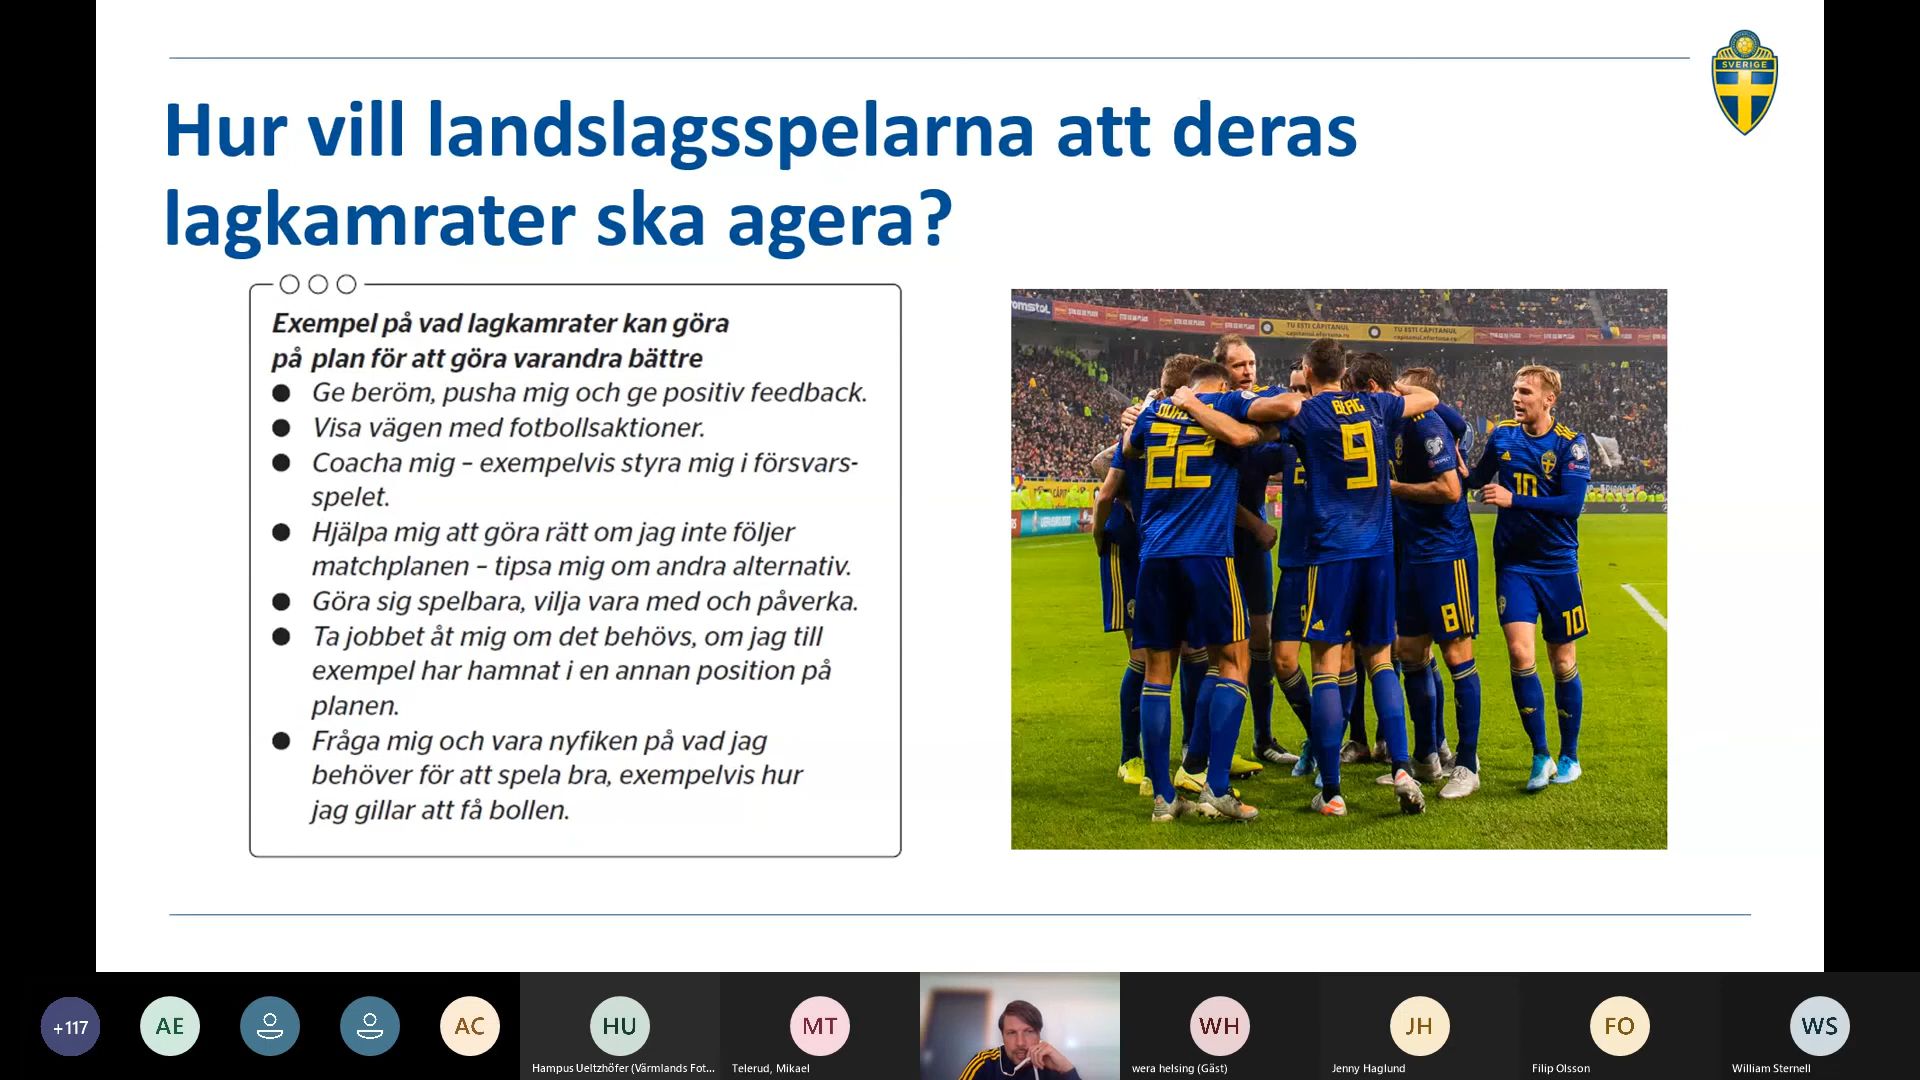 SVERIGE
Hur vill landslagsspelarna att deras
lagkamrater ska agera?
Exempel på vad lagkamrater kan göra
på plan för att göra varandra bättre
● Ge beröm, pusha mig och ge positiv feedback.
● Visa vägen med fotbollsaktioner.
● Coacha mig – exempelvis styra mig i försvars-
spelet.
● Hjälpa mig att göra rätt om jag inte följer
matchplanen – tipsa mig om andra alternativ.
● Göra sig spelbara, vilja vara med och påverka.
● Ta jobbet åt mig om det behövs, om jag till
exempel har hamnat i en annan position på
planen.
● Fråga mig och vara nyfiken på vad jag
behöver för att spela bra, exempelvis hur
jag gillar att få bollen.
TU ESTI CĂPITANUL
TU ESTI CĂPITANUL
22
BERG
9
10
8
10
+117
AE
AC
HU
MT
WH
JH
FO
WS
Hampus Ueltzhöfer (Värmlands Fot...
Telerud, Mikael
wera helsing (Gäst)
Jenny Haglund
Filip Olsson
William Sternell